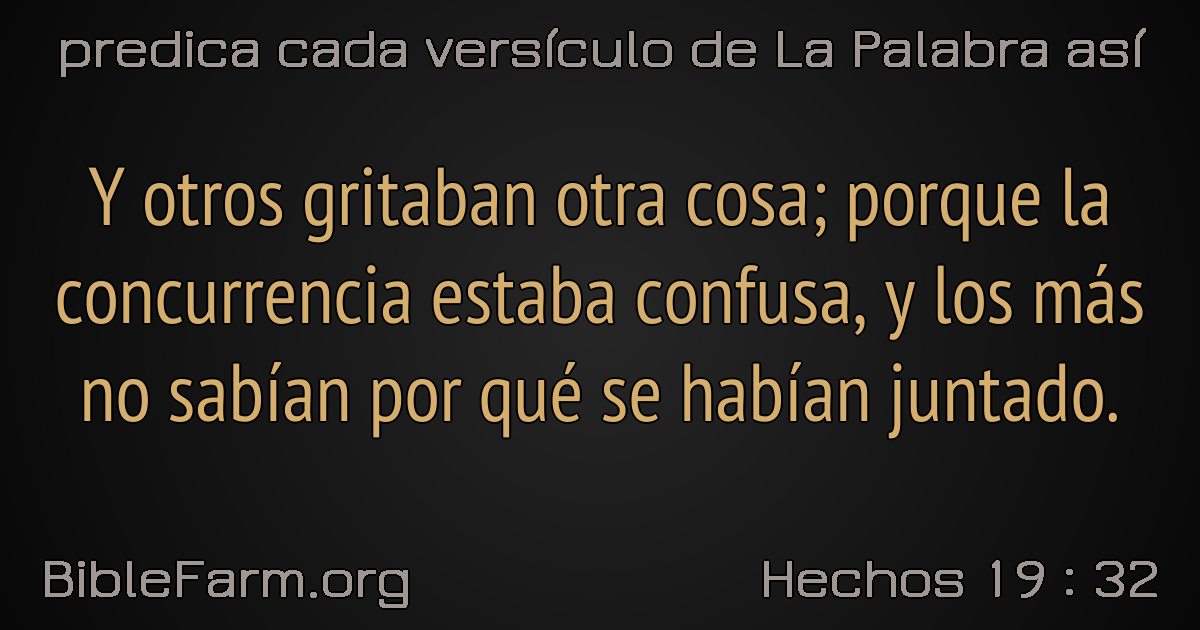 predica cada versículo de La Palabra así
Y otros gritaban otra cosa; porque la
concurrencia estaba confusa, y los más
no sabían por qué se habían juntado.
BibleFarm.org
Hechos 19 : 32